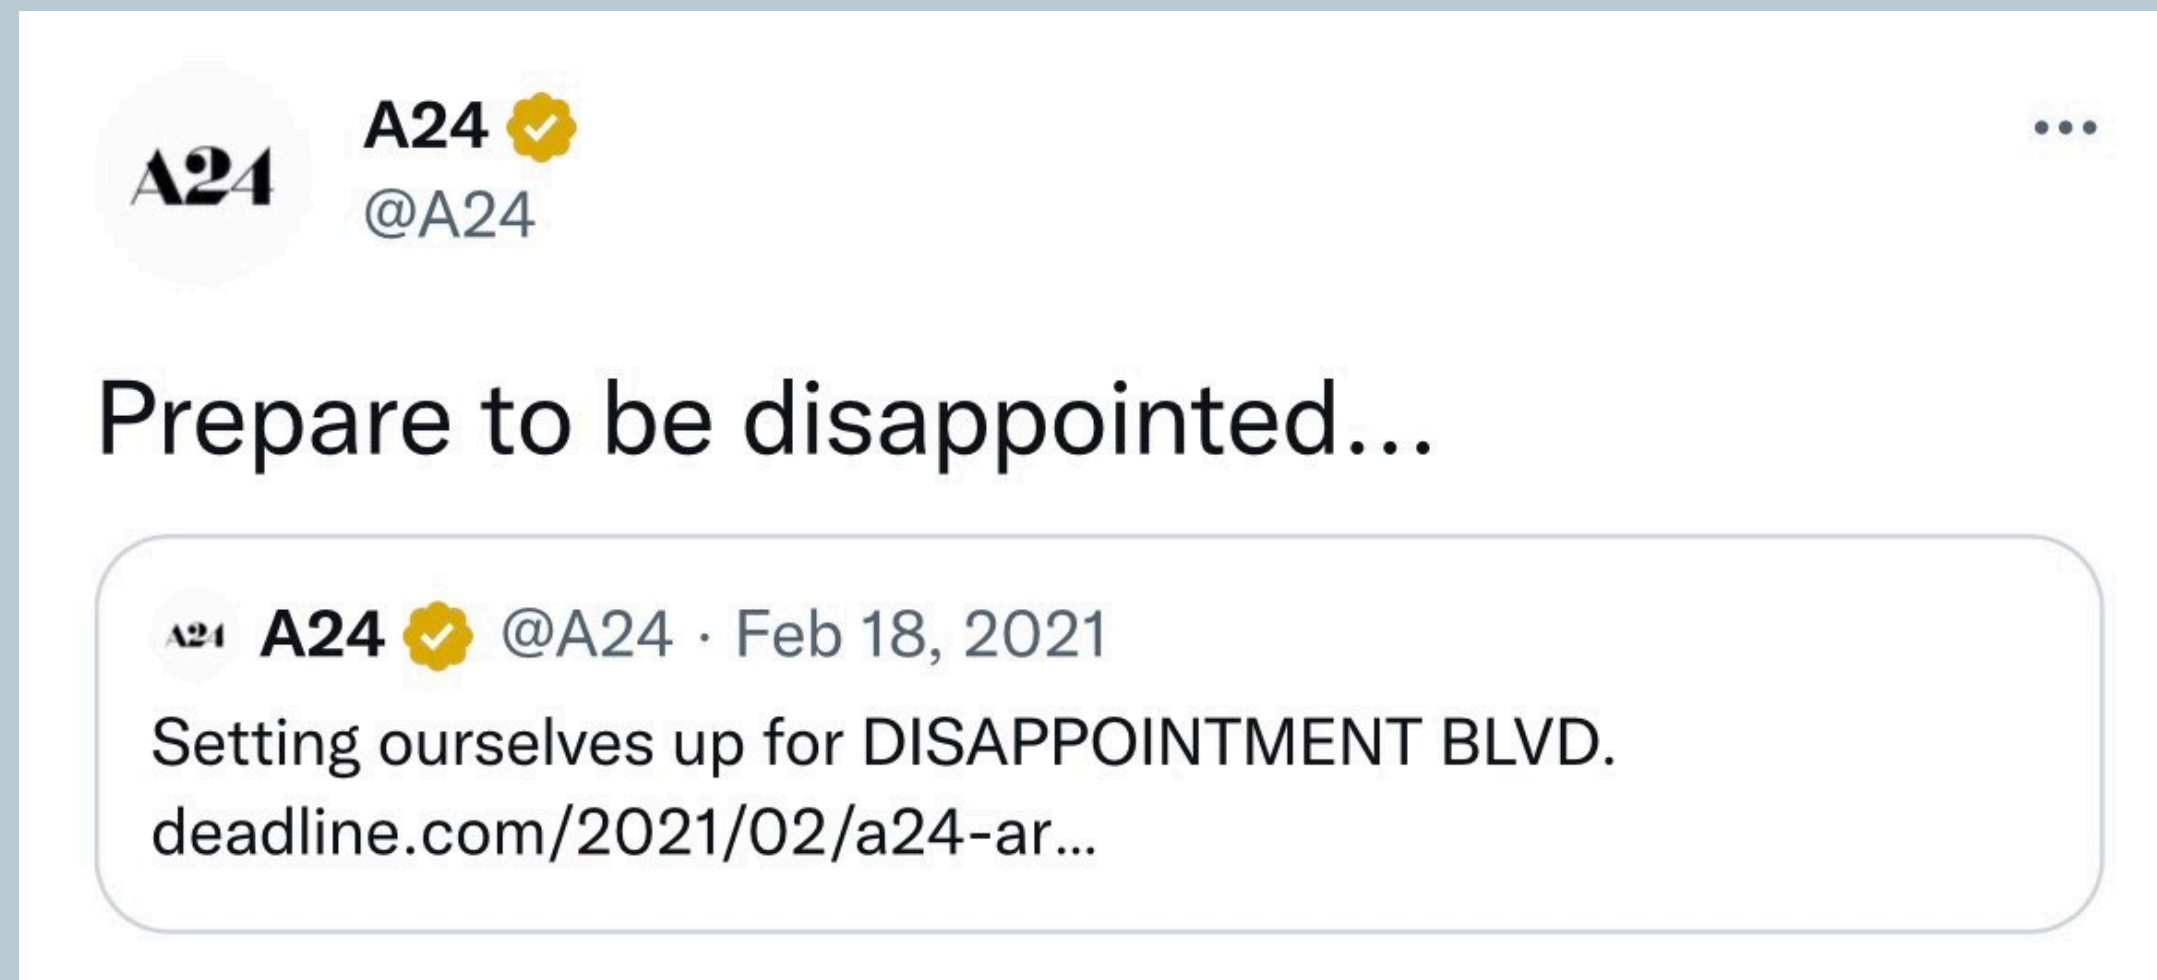 A24
A24
@A24
Prepare to be disappointed...
A24 A24 @A24 · Feb 18, 2021
Setting ourselves up for DISAPPOINTMENT BLVD.
deadline.com/2021/02/a24-ar...